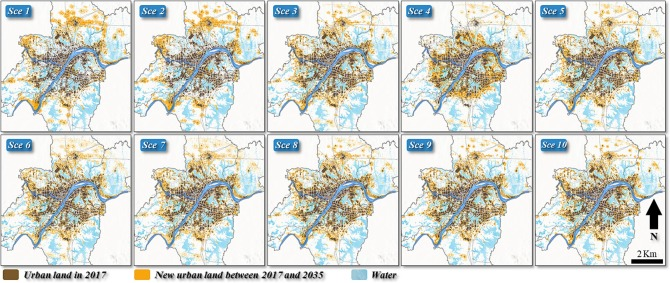 Sce 1
Sce 2
Sce 3
Sce 4
Sce 5
Sce 6
Sce 7
Sce 8
Sce 9
Sce 10
N
2 Km
Urban land in 2017 New urban land between 2017 and 2035 Water